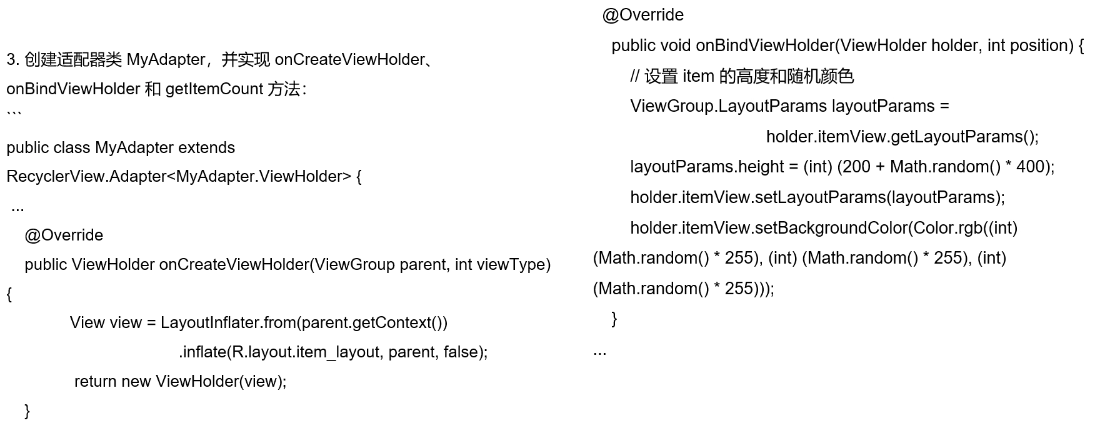 3. 创建适配器类 MyAdapter，并实现 onCreateViewHolder、
onBindViewHolder 和 getItemCount 方法：
```
public class MyAdapter extends
RecyclerView.Adapter<MyAdapter.ViewHolder> {
...
@Override
public ViewHolder onCreateViewHolder(ViewGroup parent, int viewType)
{
View view = LayoutInflater.from(parent.getContext())
.inflate(R.layout.item_layout, parent, false);
return new ViewHolder(view);
}
@Override
public void onBindViewHolder(ViewHolder holder, int position) {
// 设置 item 的高度和随机颜色
ViewGroup.LayoutParams layoutParams =
holder.itemView.getLayoutParams();
layoutParams.height = (int) (200 + Math.random() * 400);
holder.itemView.setLayoutParams(layoutParams);
holder.itemView.setBackgroundColor(Color.rgb((int)
(Math.random() * 255), (int) (Math.random() * 255), (int)
(Math.random() * 255)));
}
...